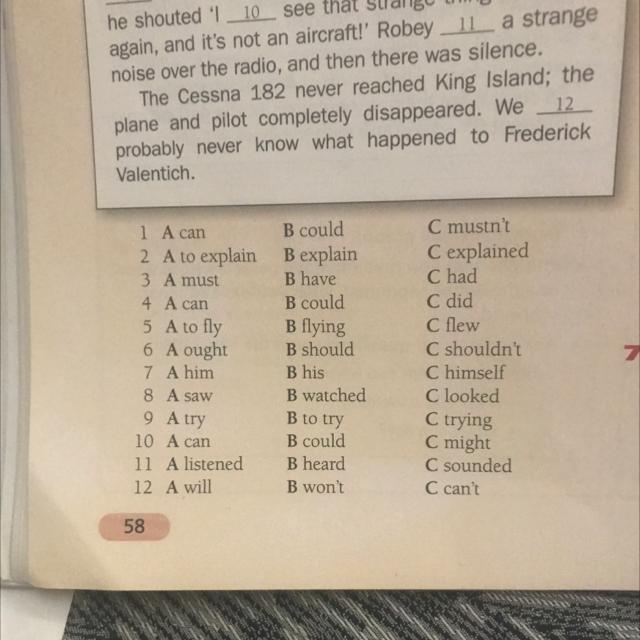 he shouted 'I 10 see that strange thing
again, and it's not an aircraft!' Robey 11 a strange
noise over the radio, and then there was silence.
The Cessna 182 never reached King Island; the
plane and pilot completely disappeared. We 12
probably never know what happened to Frederick
Valentich.
1 A can B could C mustn't
2 A to explain B explain C explained
3 A must B have C had
4 A can B could C did
5 A to fly B flying C flew
6 A ought B should C shouldn't
7 A him B his C himself
8 A saw B watched C looked
9 A try B to try C trying
10 A can B could C might
11 A listened B heard C sounded
12 A will B won't C can't
7
58